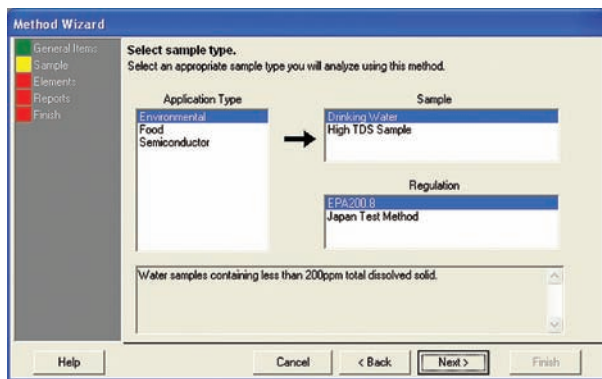 Method Wizard
General Items
Sample
Elements
Reports
Finish
Select sample type.
Select an appropriate sample type you will analyze using this method.
Application Type
Environmental
Food
Semiconductor
Sample
Drinking Water
High TDS Sample
Regulation
EPA200.8
Japan Test Method
Water samples containing less than 200ppm total dissolved solid.
Help
Cancel
< Back
Next >
Finish